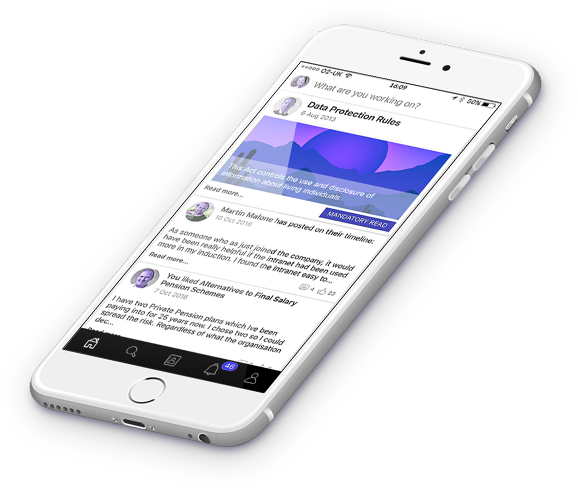 O2-UK 16:09 50%
What are you working on?
Data Protection Rules
6 Aug 2013
This Act controls the use and disclosure of
information about living individuals
Read more...
MANDATORY READ
Martin Malone has posted on their timeline:
10 Oct 2016
As someone who as just joined the company, it would
have been really helpful if the intranet had been used
more in my induction. I found the intranet easy to...
Read more...
4 23
You liked Alternatives to Final Salary
Pension Schemes
7 Oct 2016
I have two Private Pension plans which ive been
paying into for 25 years now. I chose two so I could
spread the risk. Regardless of what the organisation
dec...
46